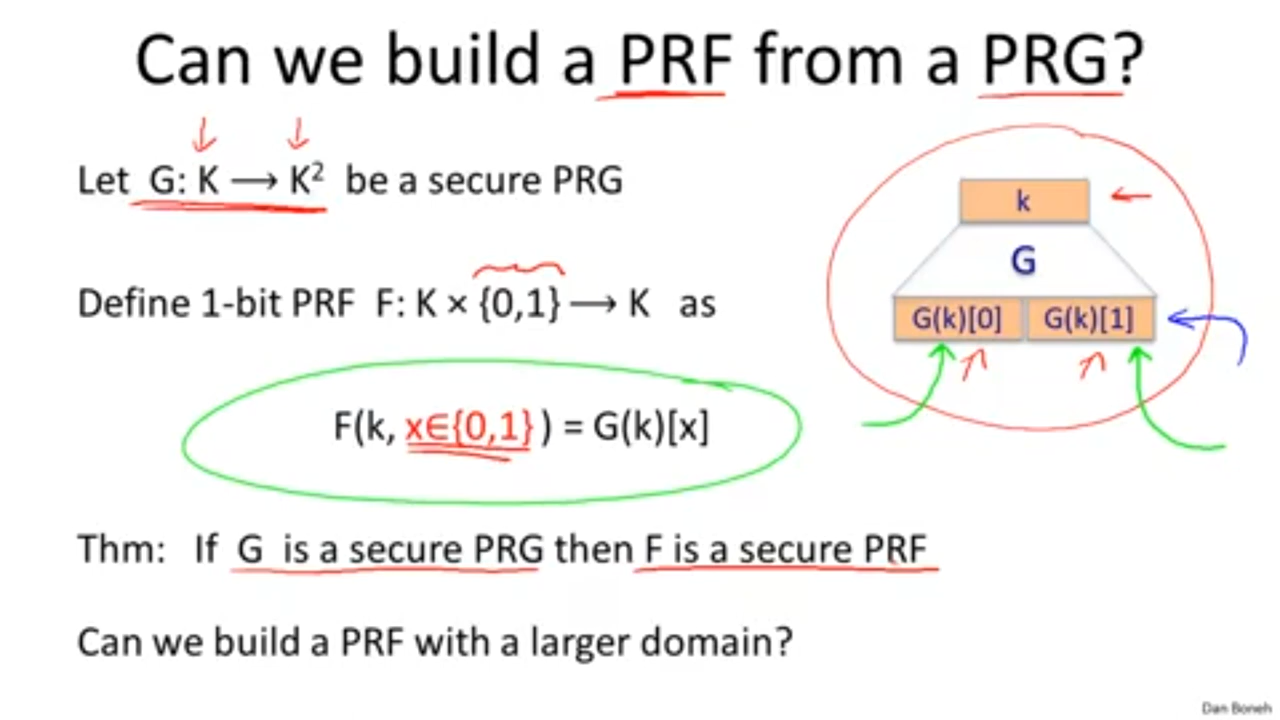 Can we build a PRF from a PRG?
Let G: K ⟶ K² be a secure PRG
k
G
G(k)[0] G(k)[1]
Define 1-bit PRF F: K × {0,1} ⟶ K as
F(k, x∈{0,1} ) = G(k)[x]
Thm: If G is a secure PRG then F is a secure PRF
Can we build a PRF with a larger domain?
Dan Boneh